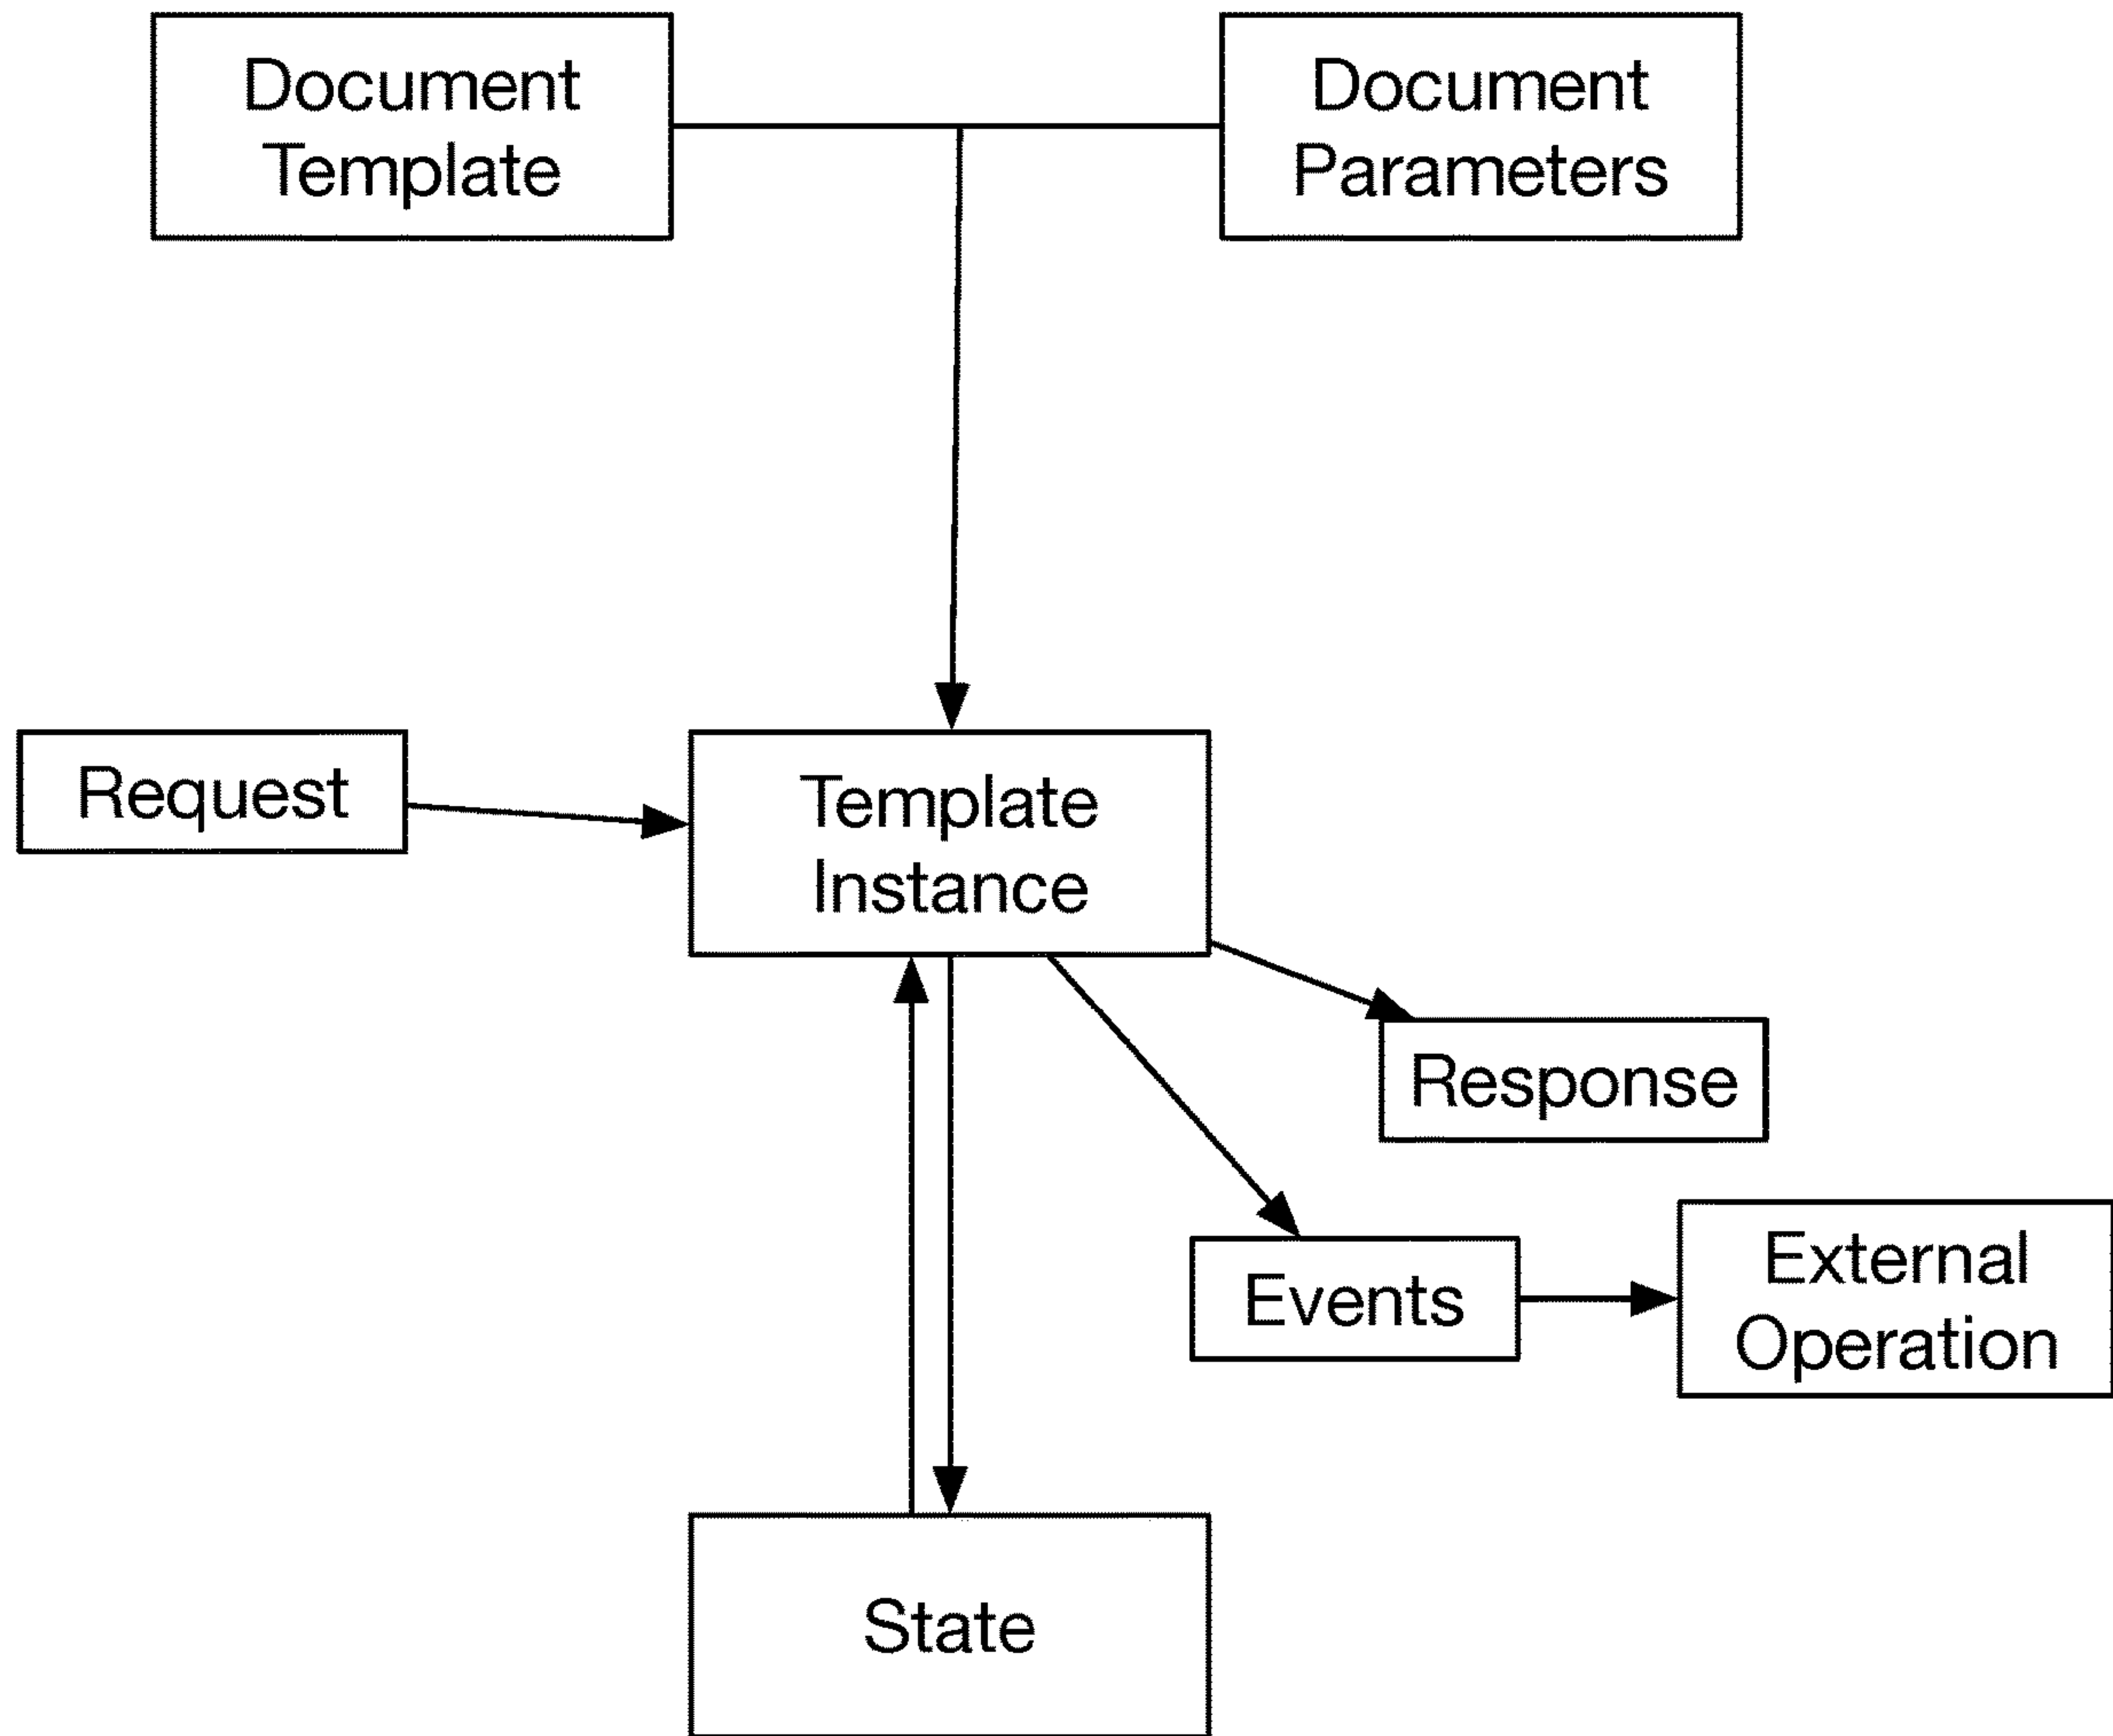 Document
Template
Document
Parameters
Request
Template
Instance
Response
Events
External
Operation
State